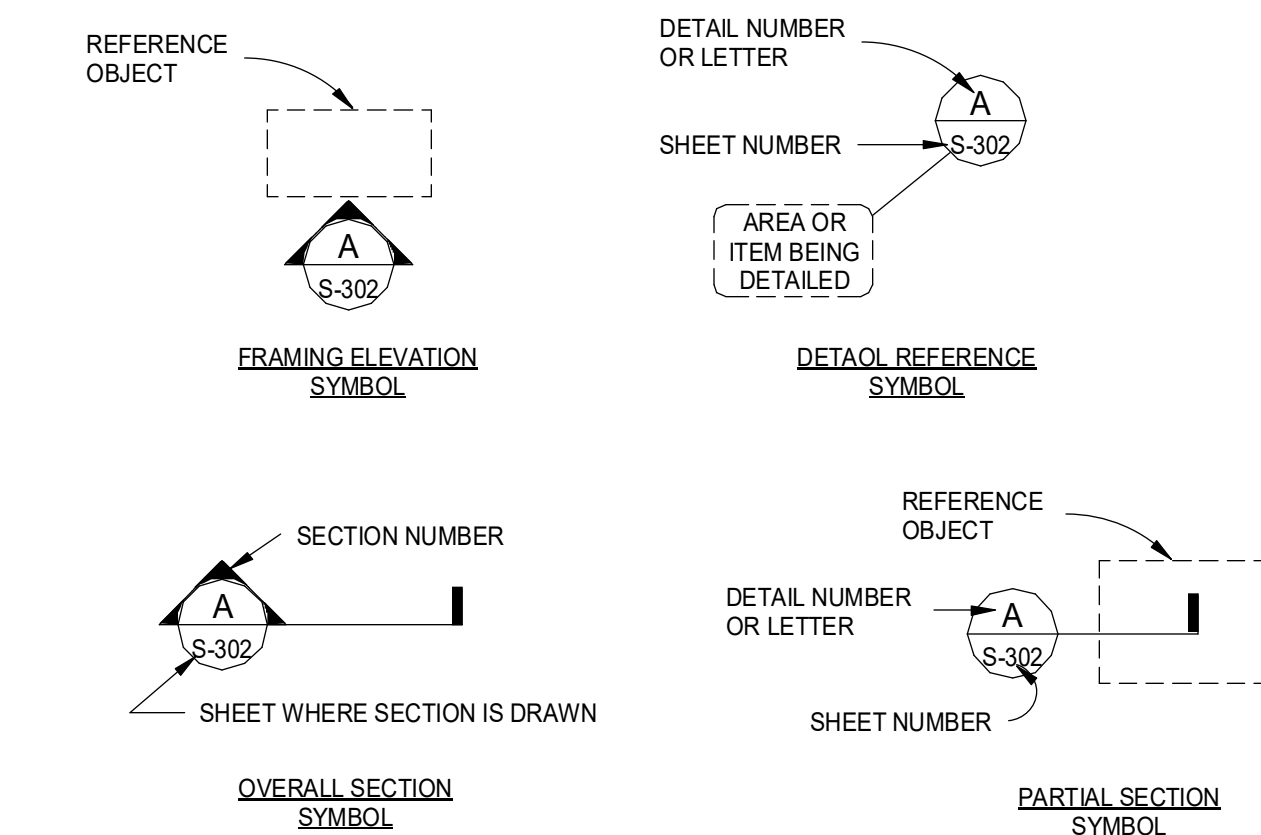 REFERENCE
OBJECT
A
S-302
FRAMING ELEVATION
SYMBOL
DETAIL NUMBER
OR LETTER
A
SHEET NUMBER
S-302
AREA OR
ITEM BEING
DETAILED
DETAOL REFERENCE
SYMBOL
SECTION NUMBER
A
S-302
SHEET WHERE SECTION IS DRAWN
OVERALL SECTION
SYMBOL
REFERENCE
OBJECT
DETAIL NUMBER
OR LETTER
A
S-302
SHEET NUMBER
PARTIAL SECTION
SYMBOL